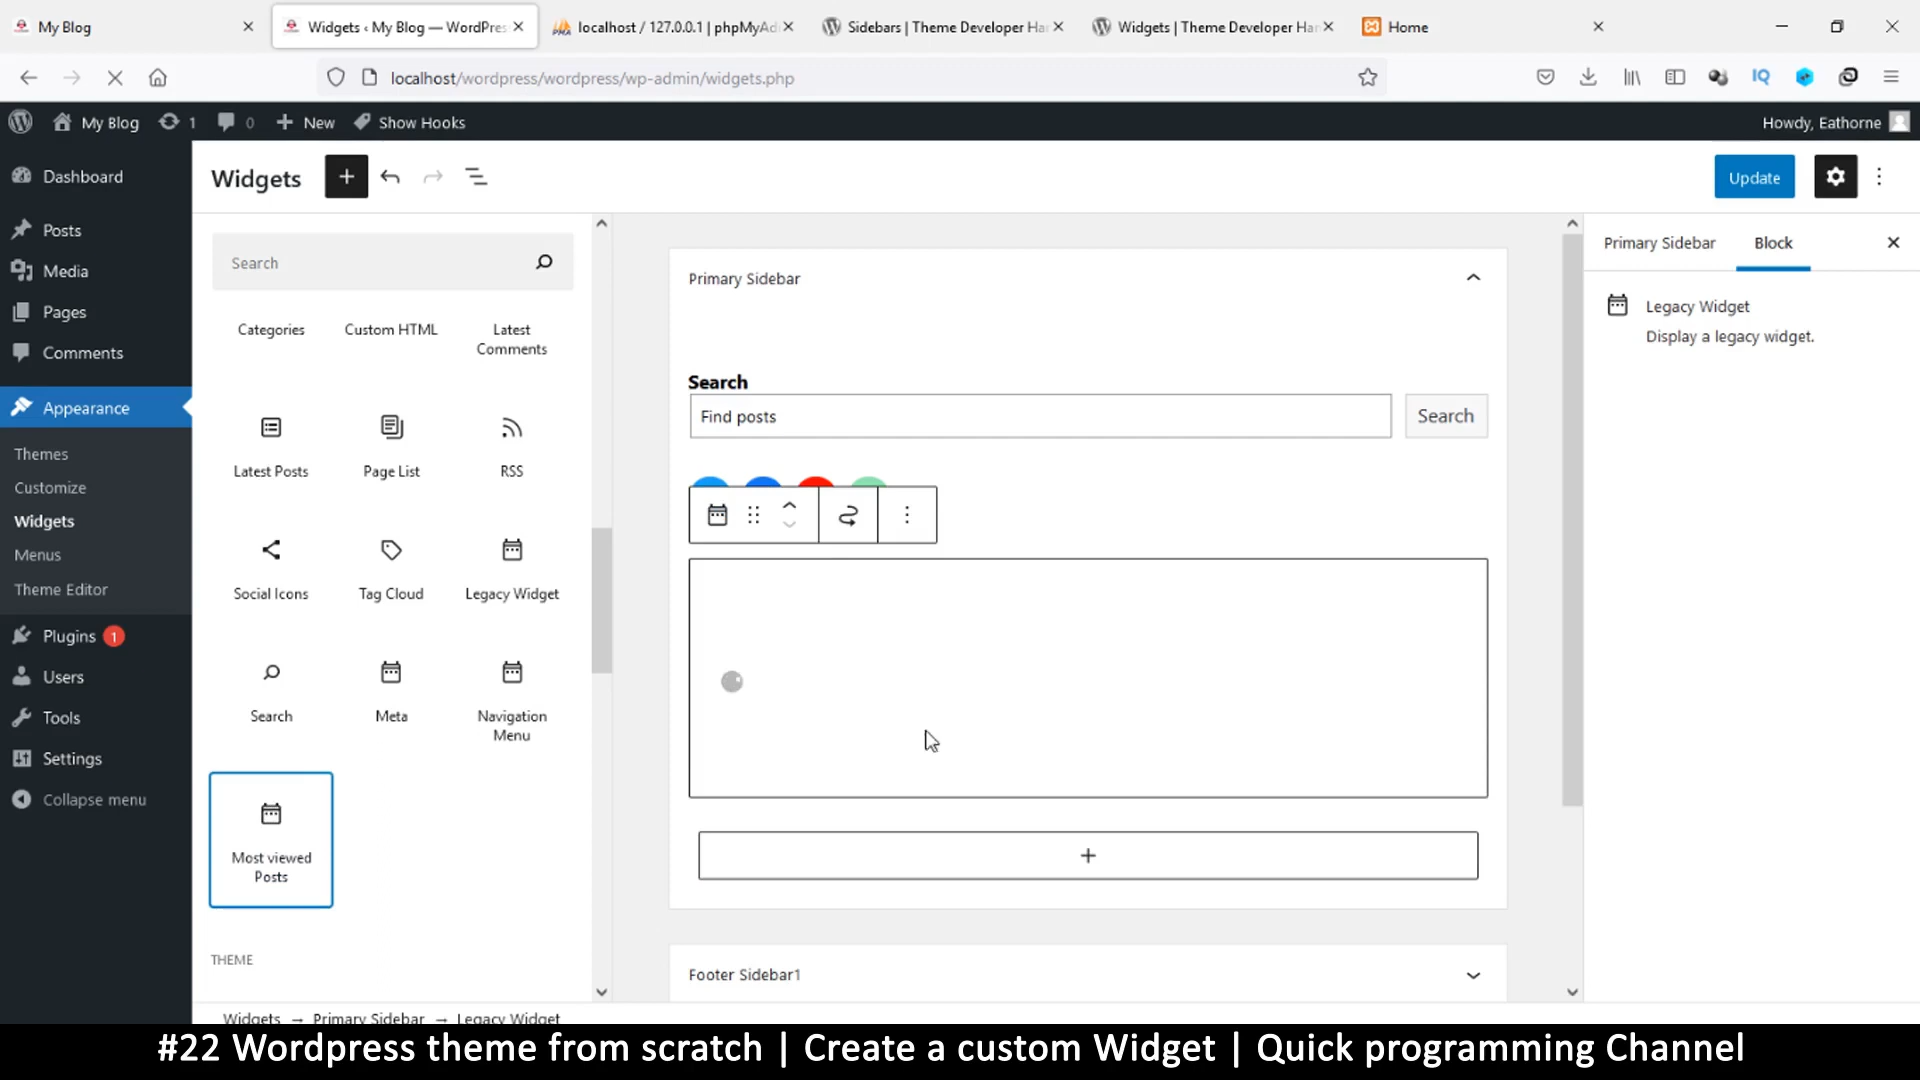 My Blog
Widgets ‹ My Blog — WordPres
localhost / 127.0.0.1 | phpMyAd
Sidebars | Theme Developer Ha
Widgets | Theme Developer Han
Home
localhost/wordpress/wordpress/wp-admin/widgets.php
IQ
My Blog
1
0
New
Show Hooks
Howdy, Eathorne
Dashboard
Posts
Media
Pages
Comments
Appearance
Themes
Customize
Widgets
Menus
Theme Editor
Plugins 1
Users
Tools
Settings
Collapse menu
Widgets
Update
Search
Categories
Custom HTML
Latest
Comments
Latest Posts
Page List
RSS
Social Icons
Tag Cloud
Legacy Widget
Search
Meta
Navigation
Menu
Most viewed
Posts
THEME
Primary Sidebar
Search
Find posts
Search
Footer Sidebar1
Primary Sidebar
Block
Legacy Widget
Display a legacy widget.
Widgets → Primary Sidebar → Legacy Widget
#22 Wordpress theme from scratch | Create a custom Widget | Quick programming Channel